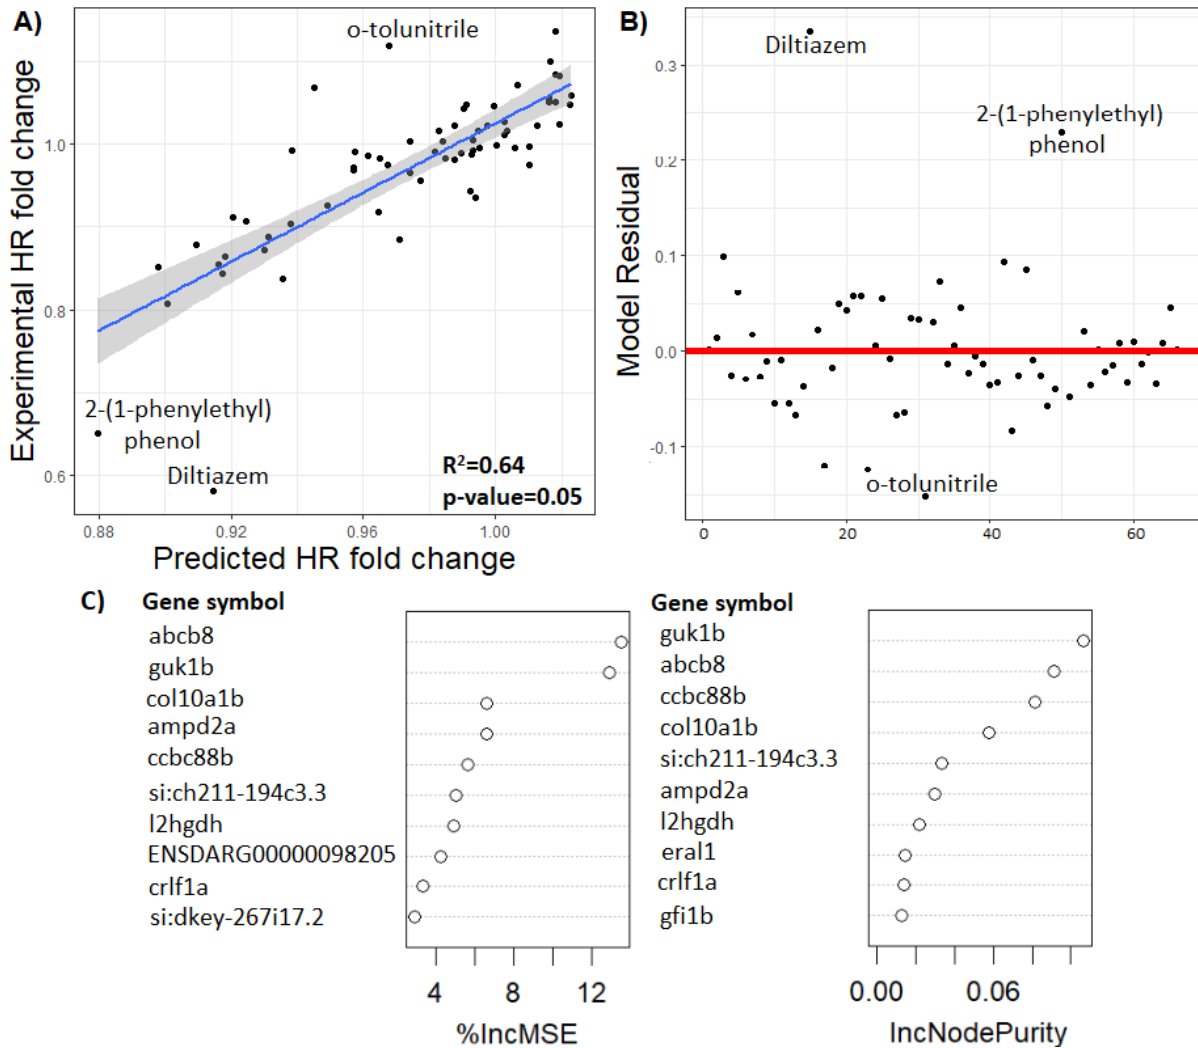 A)
o-tolunitrile
1.0
0.8
0.6
Experimental HR fold change
2-(1-phenylethyl)
phenol
Diltiazem
R²=0.64
p-value=0.05
0.88 0.92 0.96 1.00
Predicted HR fold change
B)
Diltiazem
2-(1-phenylethyl)
phenol
0.3
0.2
0.1
0.0
-0.1
Model Residual
o-tolunitrile
0 20 40 60
C) Gene symbol
abcb8
guk1b
col10a1b
ampd2a
ccbc88b
si:ch211-194c3.3
l2hgdh
ENSDARG00000098205
crlf1a
si:dkey-267i17.2
4 8 12
%IncMSE
Gene symbol
guk1b
abcb8
ccbc88b
col10a1b
si:ch211-194c3.3
ampd2a
l2hgdh
eral1
crlf1a
gfi1b
0.00 0.06
IncNodePurity